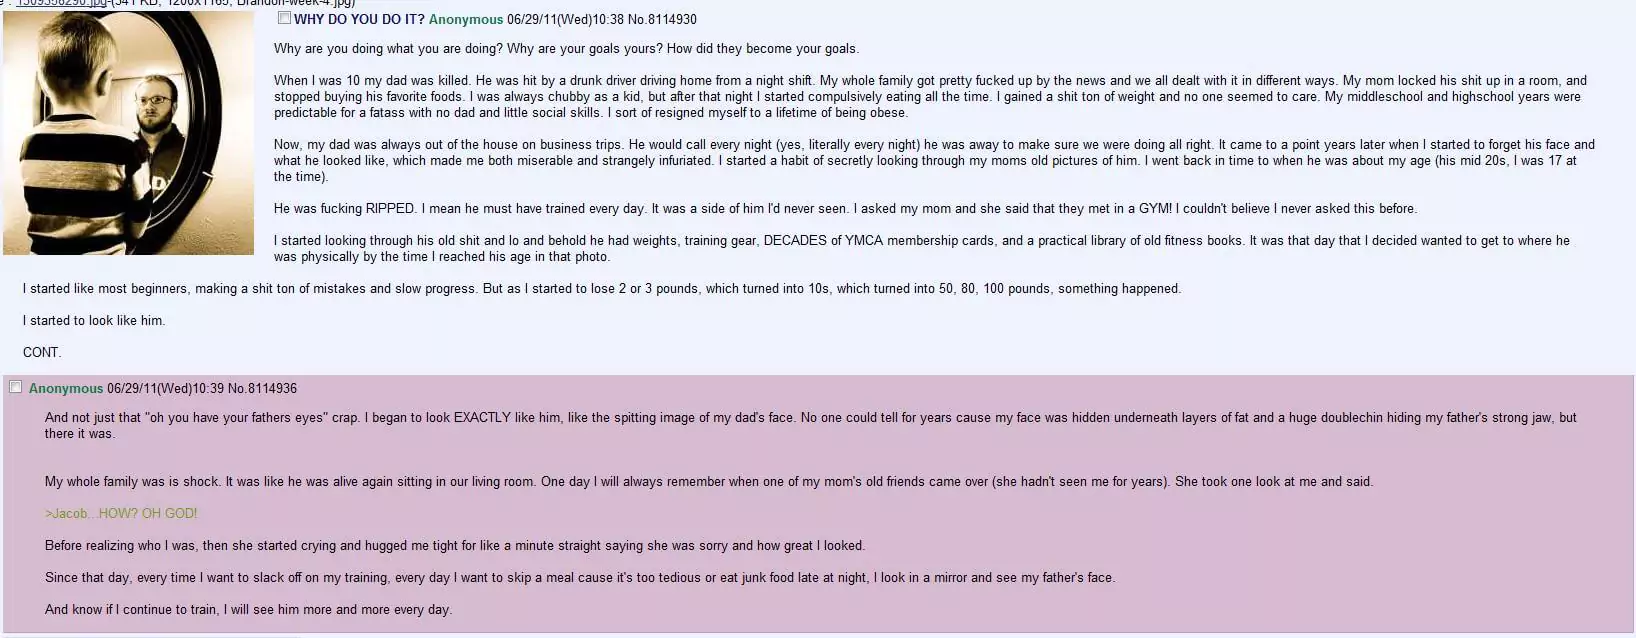 e : 1309358290.jpg-(341 KB, 1200x1165, Brandon-week-4.jpg)
WHY DO YOU DO IT? Anonymous 06/29/11(Wed)10:38 No.8114930
Why are you doing what you are doing? Why are your goals yours? How did they become your goals.
When I was 10 my dad was killed. He was hit by a drunk driver driving home from a night shift. My whole family got pretty fucked up by the news and we all dealt with it in different ways. My mom locked his shit up in a room, and
stopped buying his favorite foods. I was always chubby as a kid, but after that night I started compulsively eating all the time. I gained a shit ton of weight and no one seemed to care. My middleschool and highschool years were
predictable for a fatass with no dad and little social skills. I sort of resigned myself to a lifetime of being obese.
Now, my dad was always out of the house on business trips. He would call every night (yes, literally every night) he was away to make sure we were doing all right. It came to a point years later when I started to forget his face and
what he looked like, which made me both miserable and strangely infuriated. I started a habit of secretly looking through my moms old pictures of him. I went back in time to when he was about my age (his mid 20s, I was 17 at
the time).
He was fucking RIPPED. I mean he must have trained every day. It was a side of him I'd never seen. I asked my mom and she said that they met in a GYM! I couldn't believe I never asked this before.
I started looking through his old shit and lo and behold he had weights, training gear, DECADES of YMCA membership cards, and a practical library of old fitness books. It was that day that I decided wanted to get to where he
was physically by the time I reached his age in that photo.
I started like most beginners, making a shit ton of mistakes and slow progress. But as I started to lose 2 or 3 pounds, which turned into 10s, which turned into 50, 80, 100 pounds, something happened.
I started to look like him.
CONT.
Anonymous 06/29/11(Wed)10:39 No.8114936
And not just that "oh you have your fathers eyes" crap. I began to look EXACTLY like him, like the spitting image of my dad's face. No one could tell for years cause my face was hidden underneath layers of fat and a huge doublechin hiding my father's strong jaw, but
there it was.
My whole family was is shock. It was like he was alive again sitting in our living room. One day I will always remember when one of my mom's old friends came over (she hadn't seen me for years). She took one look at me and said.
>Jacob...HOW? OH GOD!
Before realizing who I was, then she started crying and hugged me tight for like a minute straight saying she was sorry and how great I looked.
Since that day, every time I want to slack off on my training, every day I want to skip a meal cause it's too tedious or eat junk food late at night, I look in a mirror and see my father's face.
And know if I continue to train, I will see him more and more every day.